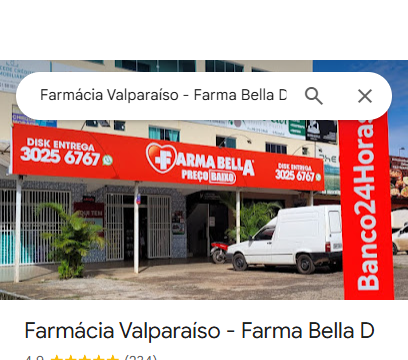 Farmácia Valparaíso - Farma Bella D
DISK ENTREGA
3025 6767
FARMA BELLA
PREÇO BAIXO
DISK ENTREGA
3025 6767
Banco24Horas
Farmácia Valparaíso - Farma Bella D
4,9 (234)